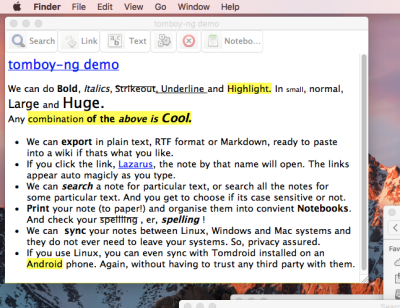 Finder File Edit View Go Window Help
tomboy-ng demo
Search Link Text Notebo...
tomboy-ng demo
We can do Bold, Italics, Strikeout, Underline and Highlight. In small, normal,
Large and Huge.
Any combination of the above is Cool.
• We can export in plain text, RTF format or Markdown, ready to paste
into a wiki if thats what you like.
• If you click the link, Lazarus, the note by that name will open. The links
appear auto magicly as you type.
• We can search a note for particular text, or search all the notes for
some particular text. And you get to choose if its case sensitive or not.
• Print your note (to paper!) and organise them into convient Notebooks.
And check your spelling , er, spelling !
• We can sync your notes between Linux, Windows and Mac systems and
they do not ever need to leave your systems. So, privacy assured.
• If you use Linux, you can even sync with Tomdroid installed on an
Android phone. Again, without having to trust any third party with them.
Fav